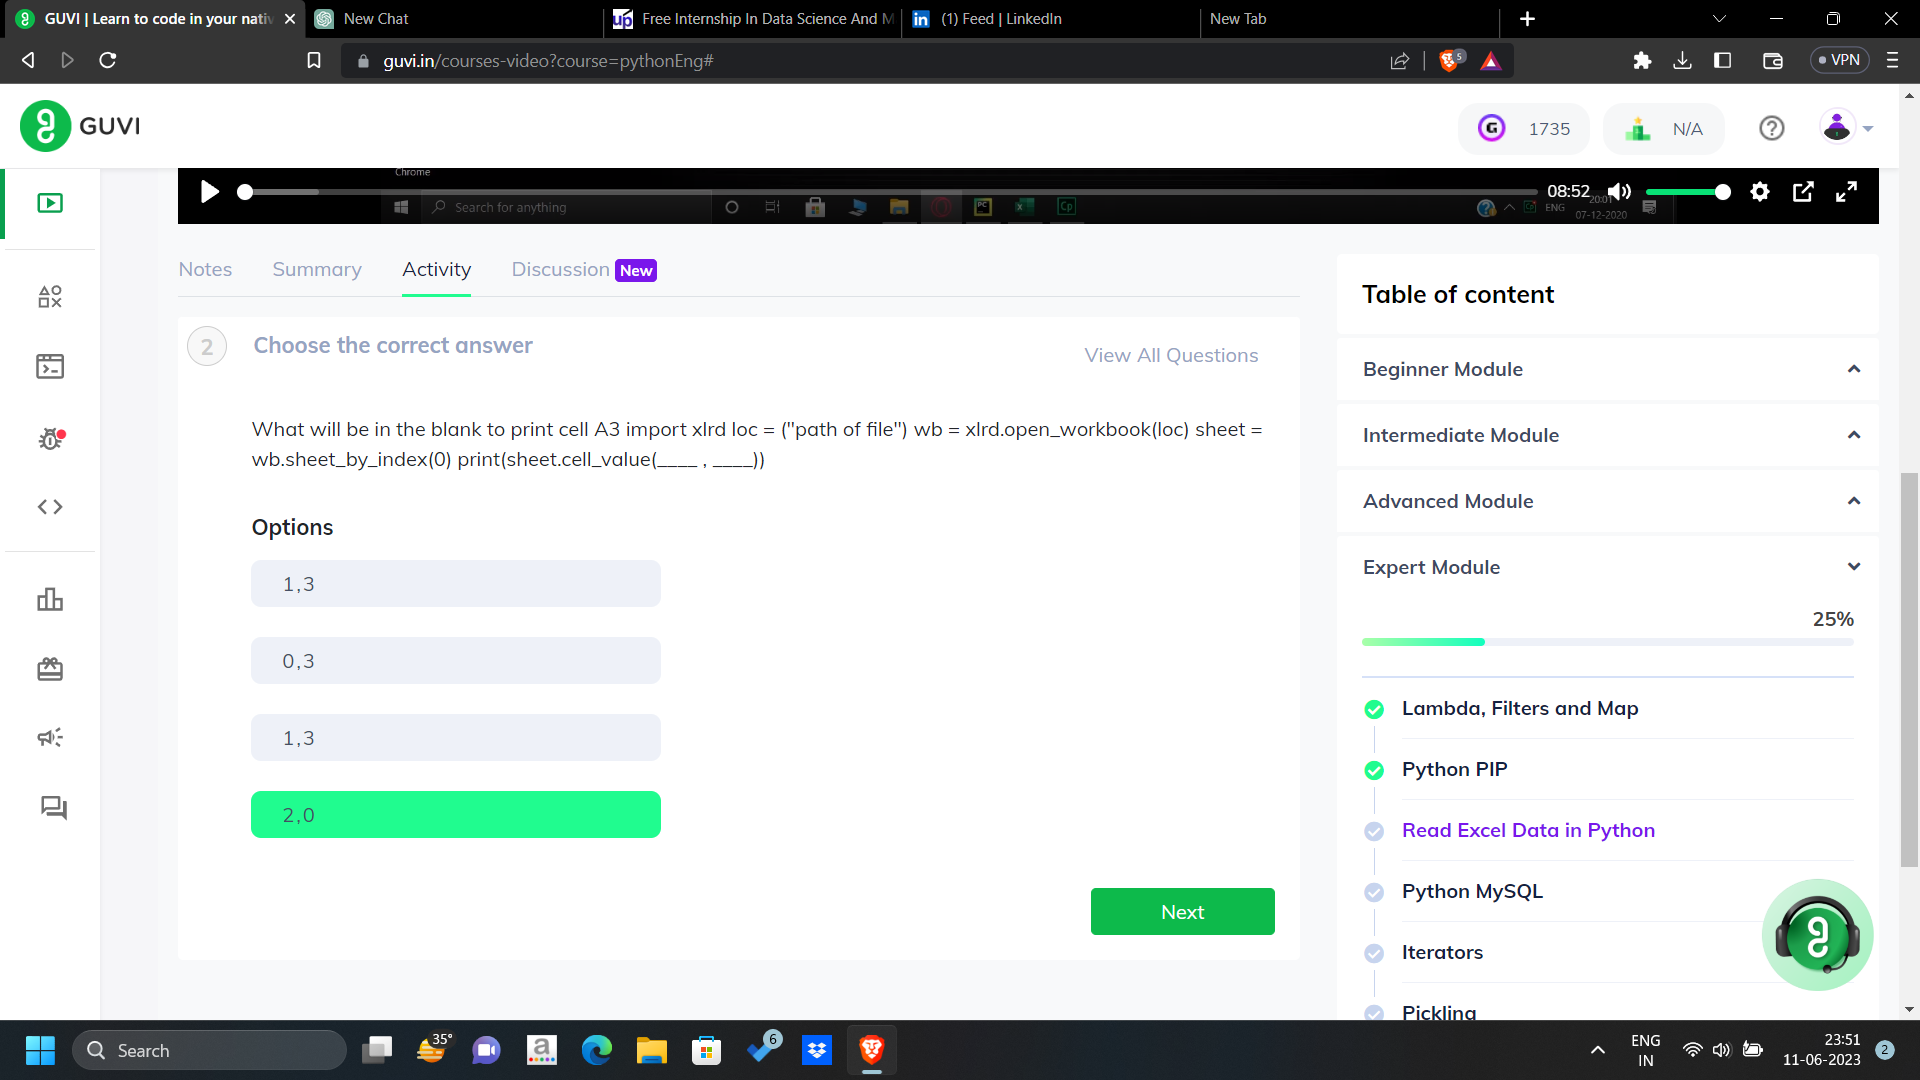 GUVI | Learn to code in your nativ
New Chat
Free Internship In Data Science And M
(1) Feed | LinkedIn
New Tab
guvi.in/courses-video?course=pythonEng#
5
VPN
GUVI
1735
N/A
Chrome
08:52
Search for anything
ENG
20:01
07-12-2020
Notes
Summary
Activity
Discussion New
2
Choose the correct answer
View All Questions
What will be in the blank to print cell A3 import xlrd loc = ("path of file") wb = xlrd.open_workbook(loc) sheet =
wb.sheet_by_index(0) print(sheet.cell_value(____ , ____))
Options
1,3
0,3
1,3
2,0
Next
Table of content
Beginner Module
Intermediate Module
Advanced Module
Expert Module
25%
Lambda, Filters and Map
Python PIP
Read Excel Data in Python
Python MySQL
Iterators
Pickling
Search
35°
6
ENG
IN
23:51
11-06-2023
2